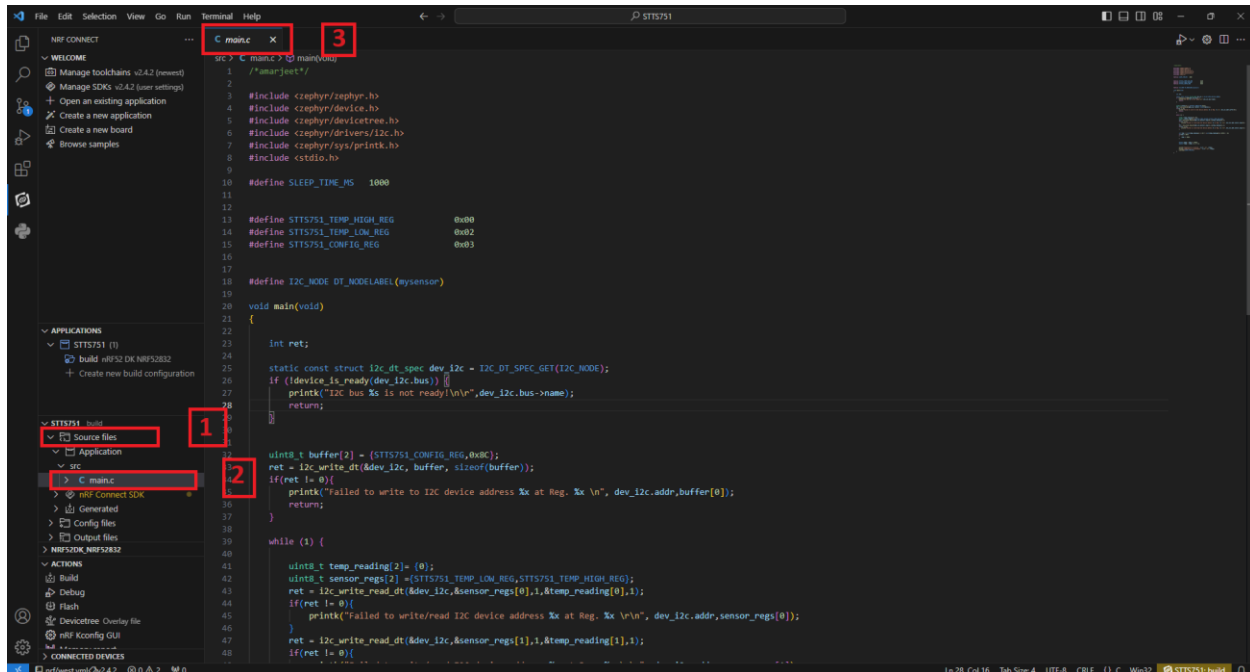 File Edit Selection View Go Run Terminal Help
STTS751
NRF CONNECT
WELCOME
Manage toolchains v2.4.2 (newest)
Manage SDKs v2.4.2 (user settings)
Open an existing application
Create a new application
Create a new board
Browse samples
APPLICATIONS
STTS751 (1)
build nRF52 DK NRF52832
Create new build configuration
STTS751 build
Source files
1
Application
src
C main.c
2
nRF Connect SDK
Generated
Config files
Output files
NRF52DK_NRF52832
ACTIONS
Build
Debug
Flash
Devicetree Overlay file
nRF Kconfig GUI
CONNECTED DEVICES
C main.c
3
src > C main.c > main(void)
1 /*amarjeet*/
2
3 #include <zephyr/zephyr.h>
4 #include <zephyr/device.h>
5 #include <zephyr/devicetree.h>
6 #include <zephyr/drivers/i2c.h>
7 #include <zephyr/sys/printk.h>
8 #include <stdio.h>
9
10 #define SLEEP_TIME_MS 1000
11
12
13 #define STTS751_TEMP_HIGH_REG 0x00
14 #define STTS751_TEMP_LOW_REG 0x02
15 #define STTS751_CONFIG_REG 0x03
16
17
18 #define I2C_NODE DT_NODELABEL(mysensor)
19
20 void main(void)
21 {
22
23 int ret;
24
25 static const struct i2c_dt_spec dev_i2c = I2C_DT_SPEC_GET(I2C_NODE);
26 if (!device_is_ready(dev_i2c.bus)) {
27 printk("I2C bus %s is not ready!\n\r",dev_i2c.bus->name);
28 return;
29 }
uint8_t buffer[2] = {STTS751_CONFIG_REG,0x8C};
ret = i2c_write_dt(&dev_i2c, buffer, sizeof(buffer));
if(ret != 0){
printk("Failed to write to I2C device address %x at Reg. %x \n", dev_i2c.addr,buffer[0]);
36 return;
37 }
38
39 while (1) {
40
41 uint8_t temp_reading[2]= {0};
42 uint8_t sensor_regs[2] ={STTS751_TEMP_LOW_REG,STTS751_TEMP_HIGH_REG};
43 ret = i2c_write_read_dt(&dev_i2c,&sensor_regs[0],1,&temp_reading[0],1);
44 if(ret != 0){
45 printk("Failed to write/read I2C device address %x at Reg. %x \r\n", dev_i2c.addr,sensor_regs[0]);
46 }
47 ret = i2c_write_read_dt(&dev_i2c,&sensor_regs[1],1,&temp_reading[1],1);
48 if(ret != 0){
Ln 28, Col 16 Tab Size: 4 UTF-8 CRLF {} C Win32 STTS751: build